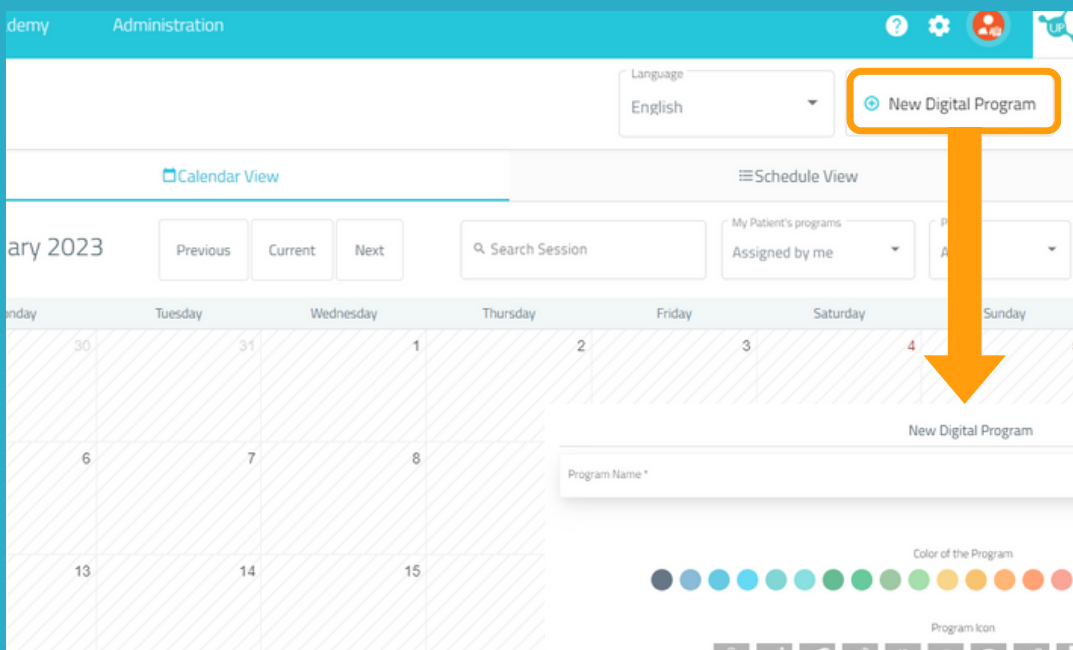 demy Administration UP
Language
English
New Digital Program
Calendar View Schedule View
ary 2023 Previous Current Next Search Session
My Patient's programs P
Assigned by me A
onday Tuesday Wednesday Thursday Friday Saturday Sunday
30 31 1 2 3 4
6 7 8
13 14 15
New Digital Program
Program Name *
Color of the Program
Program Icon